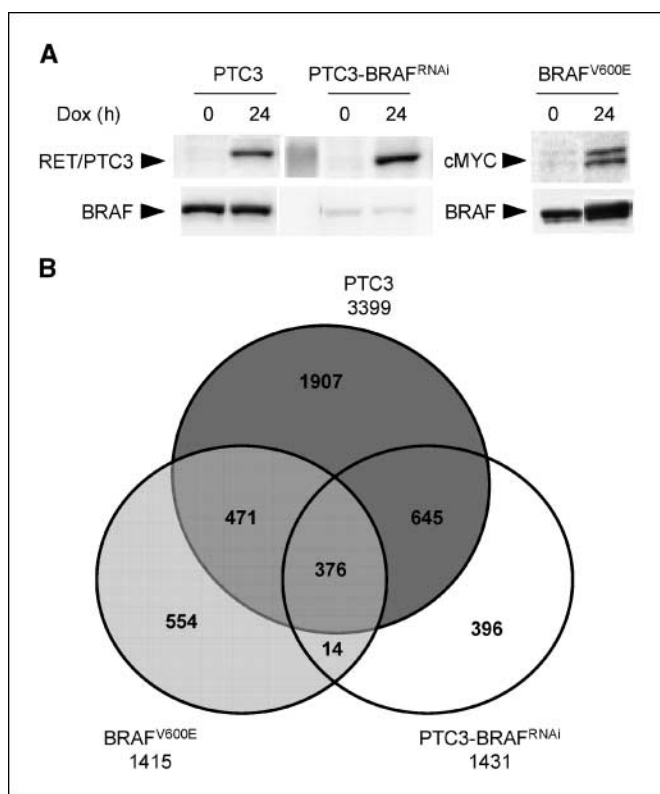 A
PTC3 PTC3-BRAF^RNAi BRAF^V600E
Dox (h) 0 24 0 24 0 24
RET/PTC3 cMYC
BRAF BRAF
B
PTC3
3399
1907
471 645
376
554 396
14
BRAF^V600E PTC3-BRAF^RNAi
1415 1431